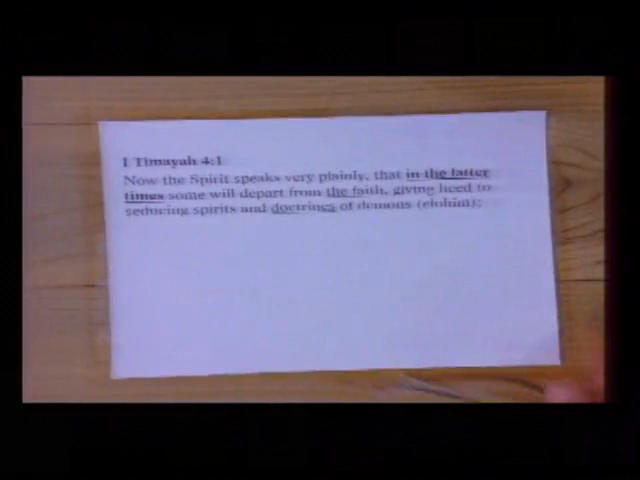 I Timayah 4:1
Now the Spirit speaks very plainly, that in the latter
times some will depart from the faith, giving heed to
seducing spirits and doctrines of demons (elohim);